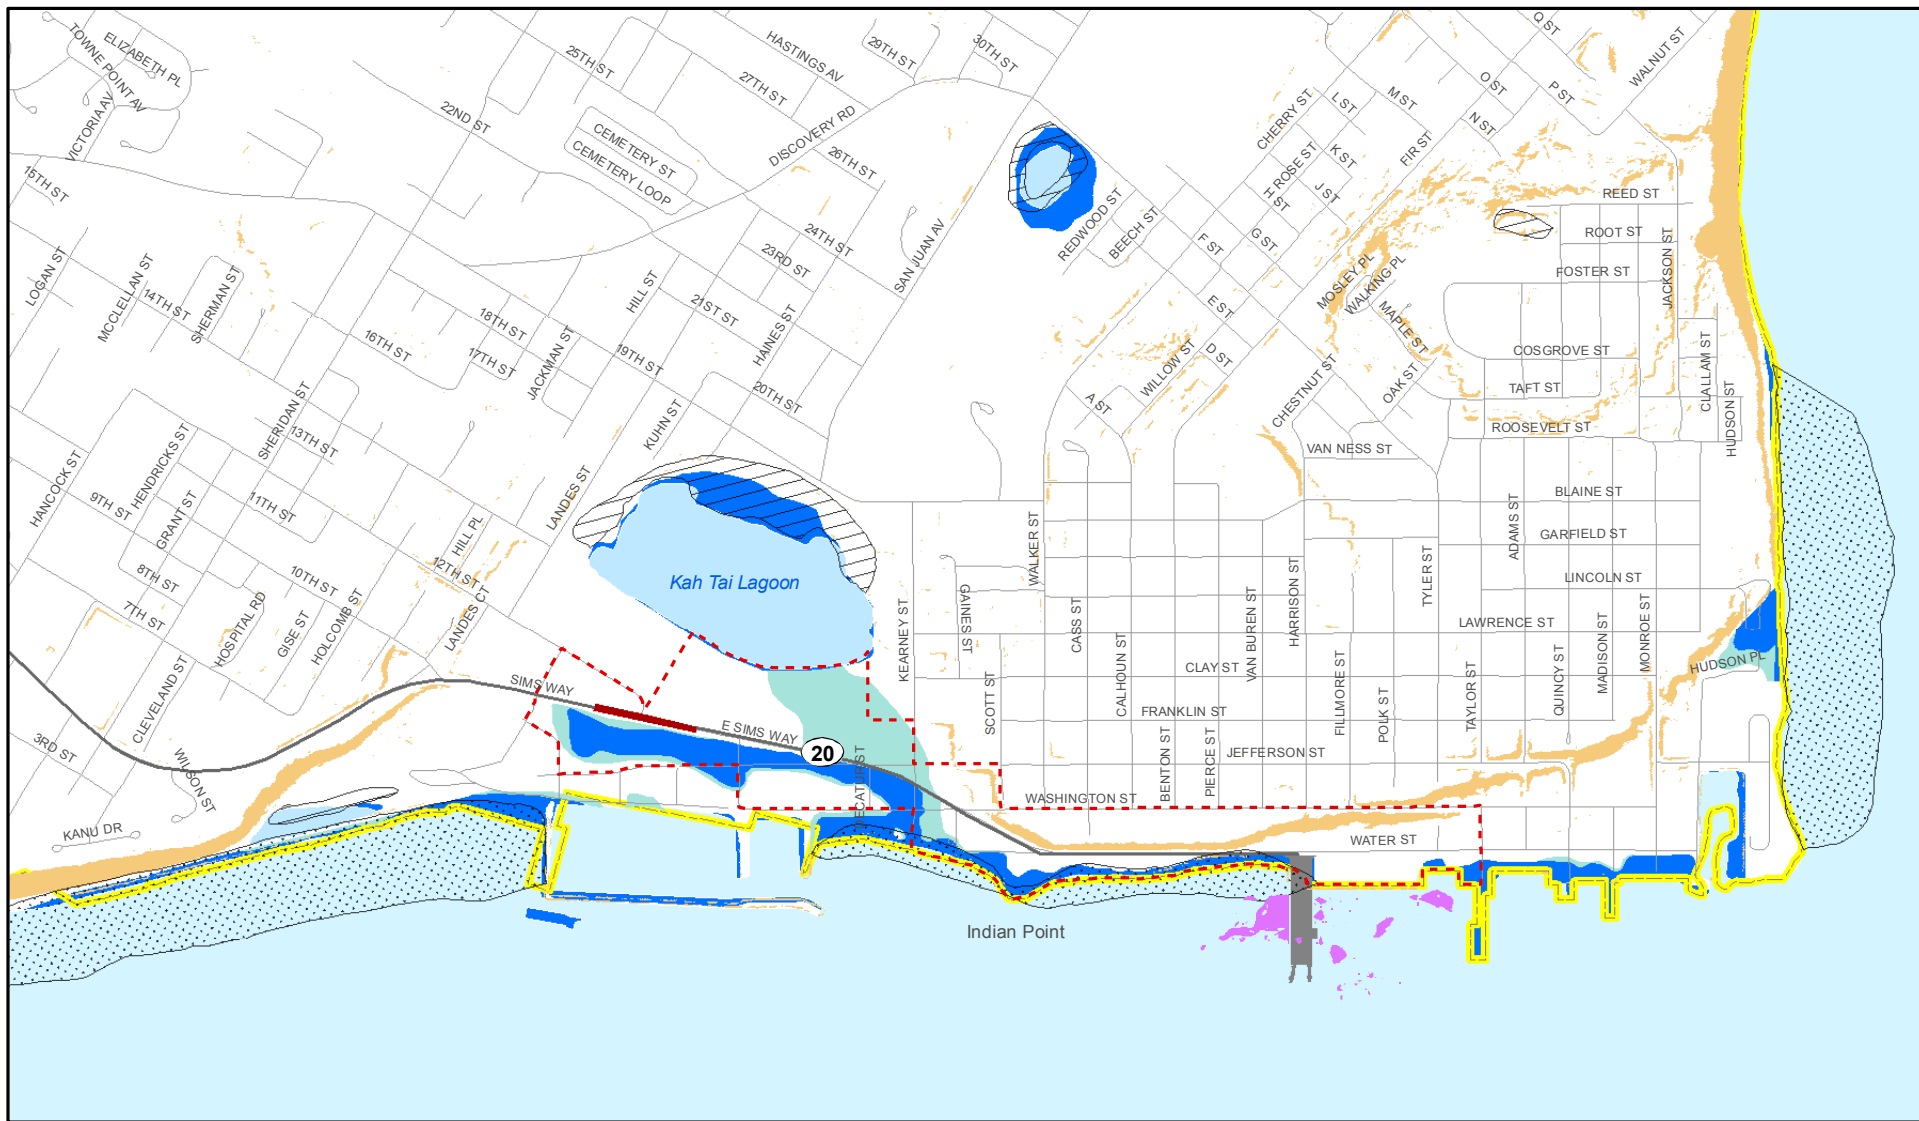 ELIZABETH PL
TOWNE POINT AV
VICTORIA AV
25TH ST
HASTINGS AV
27TH ST
29TH ST
30TH ST
22ND ST
DISCOVERY RD
26TH ST
CEMETERY ST
CEMETERY LOOP
Q ST
WALNUT ST
O ST
P ST
M ST
L ST
N ST
CHERRY ST
K ST
FIR ST
ROSE ST
H ST
J ST
G ST
F ST
REDWOOD ST
BEECH ST
E ST
D ST
REED ST
ROOT ST
FOSTER ST
JACKSON ST
MOSLEY PL
WALKING PL
MAPLE ST
COSGROVE ST
OAK ST
TAFT ST
CLALLAM ST
HUDSON ST
ROOSEVELT ST
CHESTNUT ST
VAN NESS ST
WILLOW ST
A ST
15TH ST
LOGAN ST
MCCLELLAN ST
14TH ST
SHERMAN ST
24TH ST
23RD ST
SAN JUAN AV
HILL ST
21ST ST
HAINES ST
18TH ST
16TH ST
17TH ST
JACKMAN ST
19TH ST
20TH ST
KUHN ST
SHERIDAN ST
13TH ST
HENDRICKS ST
HANCOCK ST
9TH ST
GRANT ST
11TH ST
LANDES ST
HILL PL
12TH ST
10TH ST
8TH ST
7TH ST
HOSPITAL RD
GISE ST
HOLCOMB ST
LANDES CT
CLEVELAND ST
3RD ST
WILSON ST
KANU DR
Kah Tai Lagoon
SIMS WAY
E SIMS WAY
20
ECATUR ST
KEARNEY ST
GAINES ST
WALKER ST
SCOTT ST
CASS ST
CALHOUN ST
BENTON ST
PIERCE ST
VAN BUREN ST
HARRISON ST
FILLMORE ST
POLK ST
TYLER ST
TAYLOR ST
ADAMS ST
QUINCY ST
MADISON ST
MONROE ST
BLAINE ST
GARFIELD ST
LINCOLN ST
LAWRENCE ST
CLAY ST
HUDSON PL
FRANKLIN ST
JEFFERSON ST
WASHINGTON ST
WATER ST
Indian Point